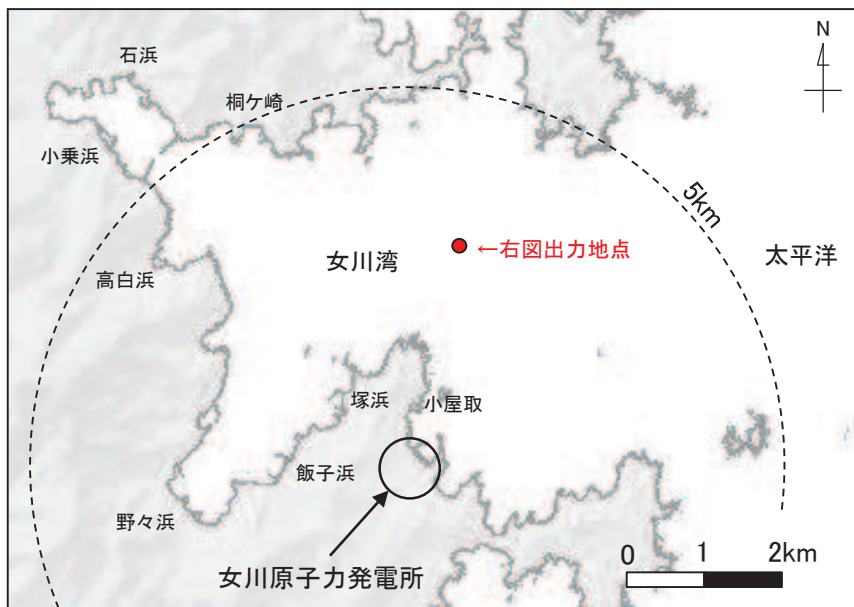 石浜
N
桐ケ崎
小乗浜
5km
←右図出力地点
女川湾
太平洋
高白浜
塚浜
小屋取
飯子浜
野々浜
女川原子力発電所
0 1 2km